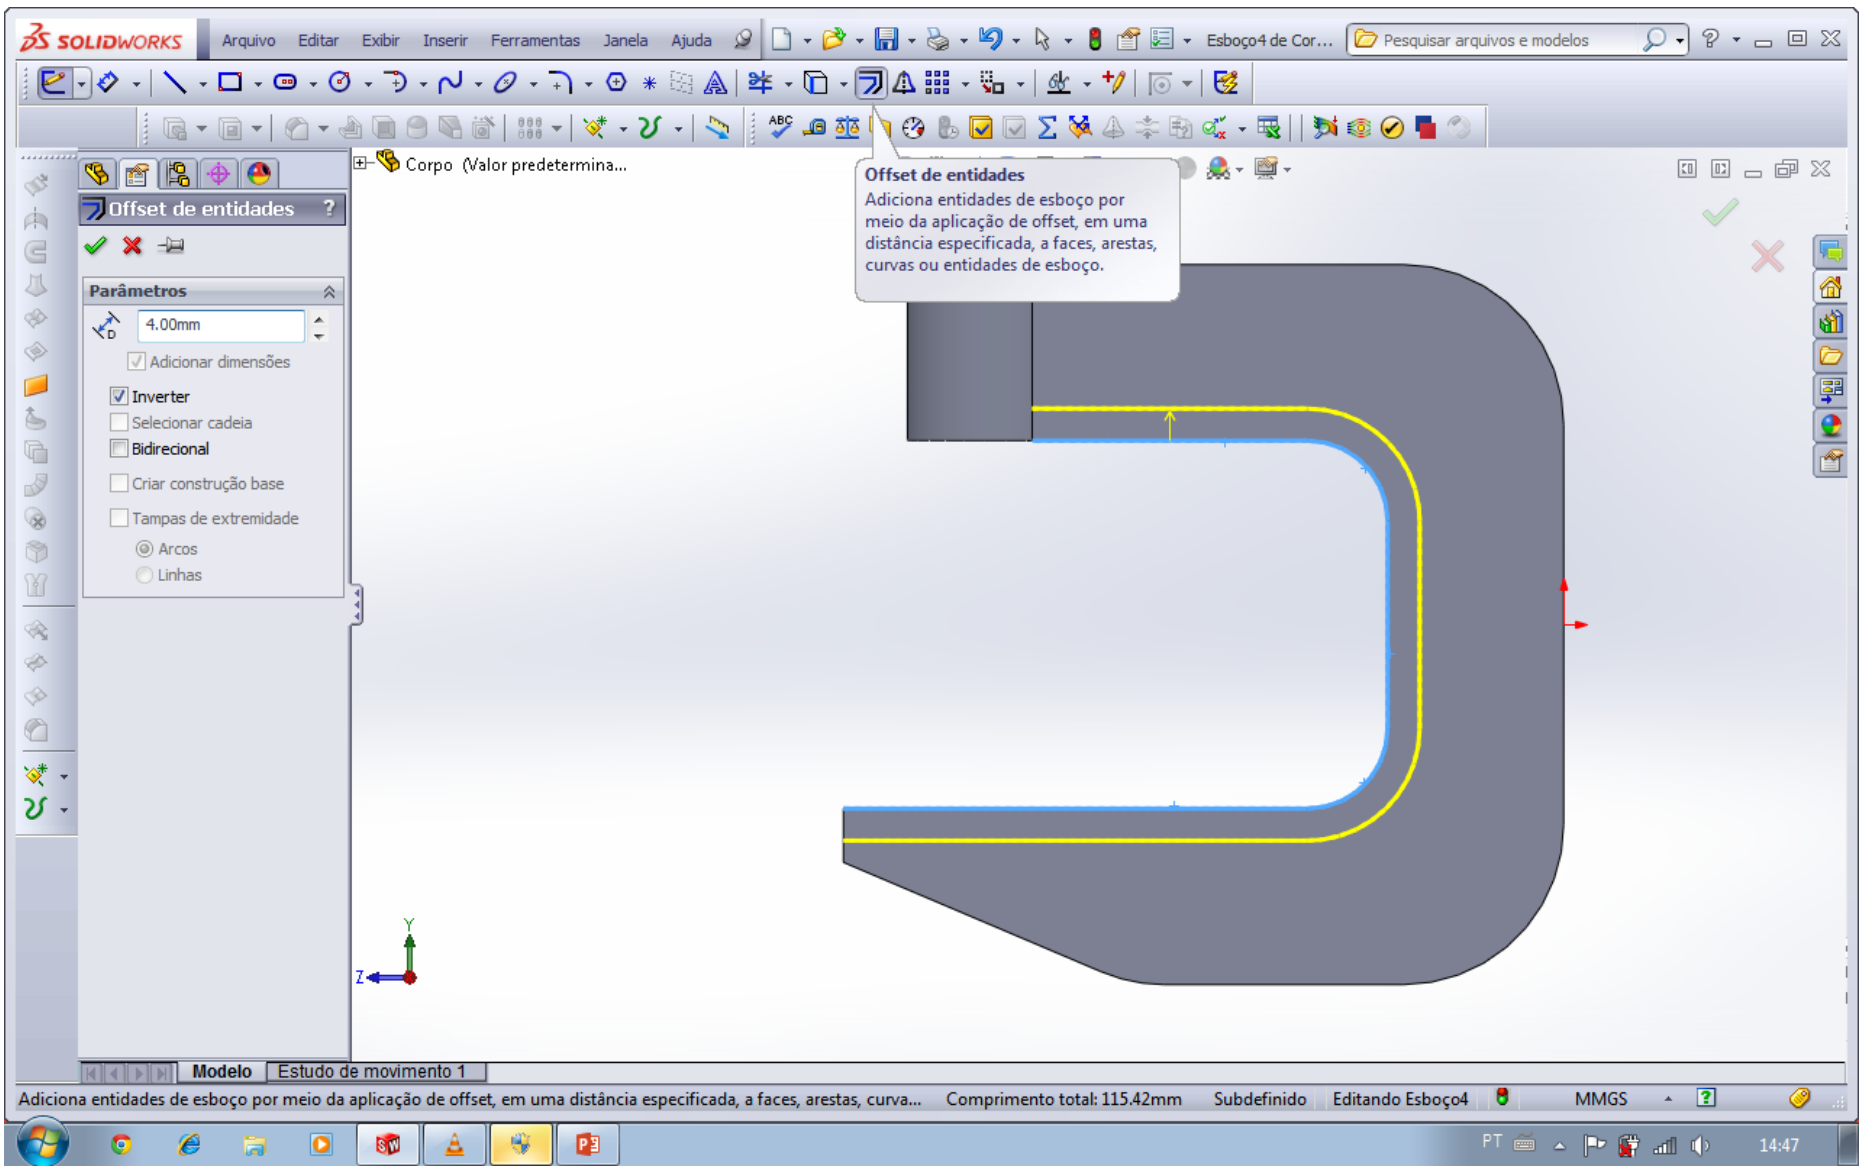 SOLIDWORKS Arquivo Editar Exibir Inserir Ferramentas Janela Ajuda Esboço4 de Cor... Pesquisar arquivos e modelos
Corpo (Valor predetermina...
Offset de entidades
Adiciona entidades de esboço por
meio da aplicação de offset, em uma
distância especificada, a faces, arestas,
curvas ou entidades de esboço.
Offset de entidades ?
Parâmetros
D 4.00mm
Adicionar dimensões
Inverter
Selecionar cadeia
Bidirecional
Criar construção base
Tampas de extremidade
Arcos
Linhas
Y
Z
Modelo Estudo de movimento 1
Adiciona entidades de esboço por meio da aplicação de offset, em uma distância especificada, a faces, arestas, curva... Comprimento total: 115.42mm Subdefinido Editando Esboço4 MMGS
PT 14:47